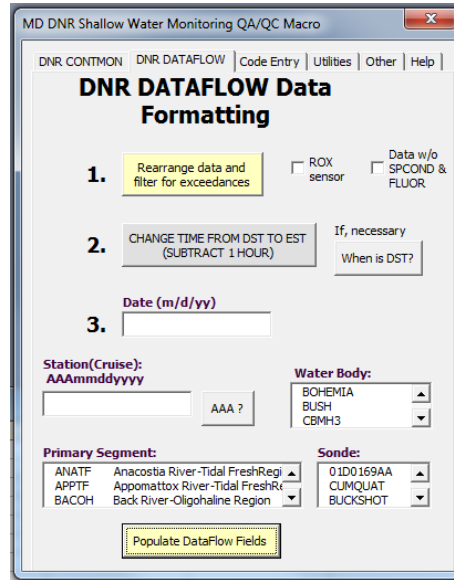 MD DNR Shallow Water Monitoring QA/QC Macro
DNR CONTMON DNR DATAFLOW Code Entry Utilities Other Help
DNR DATAFLOW Data
Formatting
1.
Rearrange data and
filter for exceedances
ROX
sensor
Data w/o
SPCOND &
FLUOR
2.
CHANGE TIME FROM DST TO EST
(SUBTRACT 1 HOUR)
If, necessary
When is DST?
Date (m/d/yy)
3.
Station(Cruise):
AAAmmddyyyy
AAA ?
Water Body:
BOHEMIA
BUSH
CBMH3
Primary Segment:
ANATF Anacostia River-Tidal FreshRegi
APPTF Appomattox River-Tidal FreshRe
BACOH Back River-Oligohaline Region
Sonde:
01D0169AA
CUMQUAT
BUCKSHOT
Populate DataFlow Fields